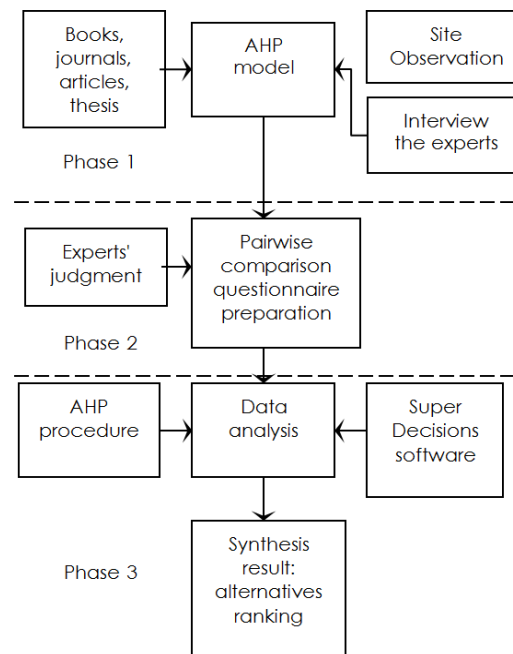 Books,
journals,
articles,
thesis
AHP
model
Site
Observation
Interview
the experts
Phase 1
Experts'
judgment
Pairwise
comparison
questionnaire
preparation
Phase 2
AHP
procedure
Data
analysis
Super
Decisions
software
Synthesis
result:
alternatives
ranking
Phase 3